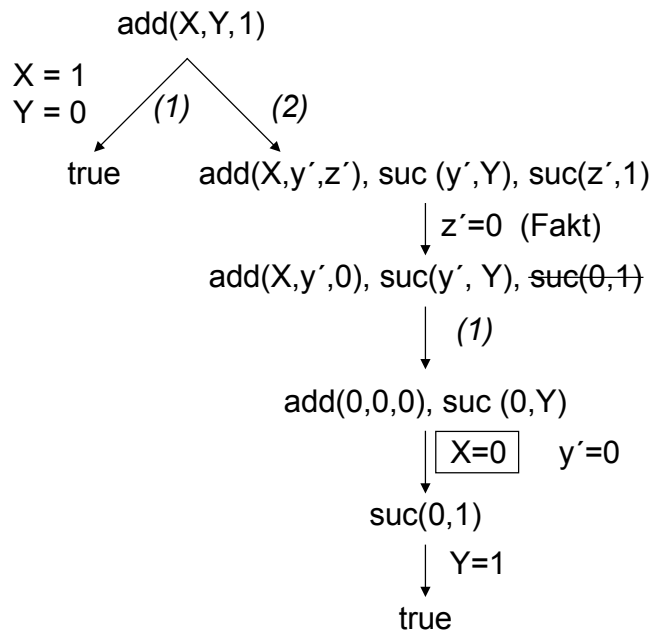 add(X,Y,1)
X = 1
Y = 0
(1)
(2)
true
add(X,y´,z´), suc (y´,Y), suc(z´,1)
z´=0 (Fakt)
add(X,y´,0), suc(y´, Y), suc(0,1)
(1)
add(0,0,0), suc (0,Y)
X=0 y´=0
suc(0,1)
Y=1
true